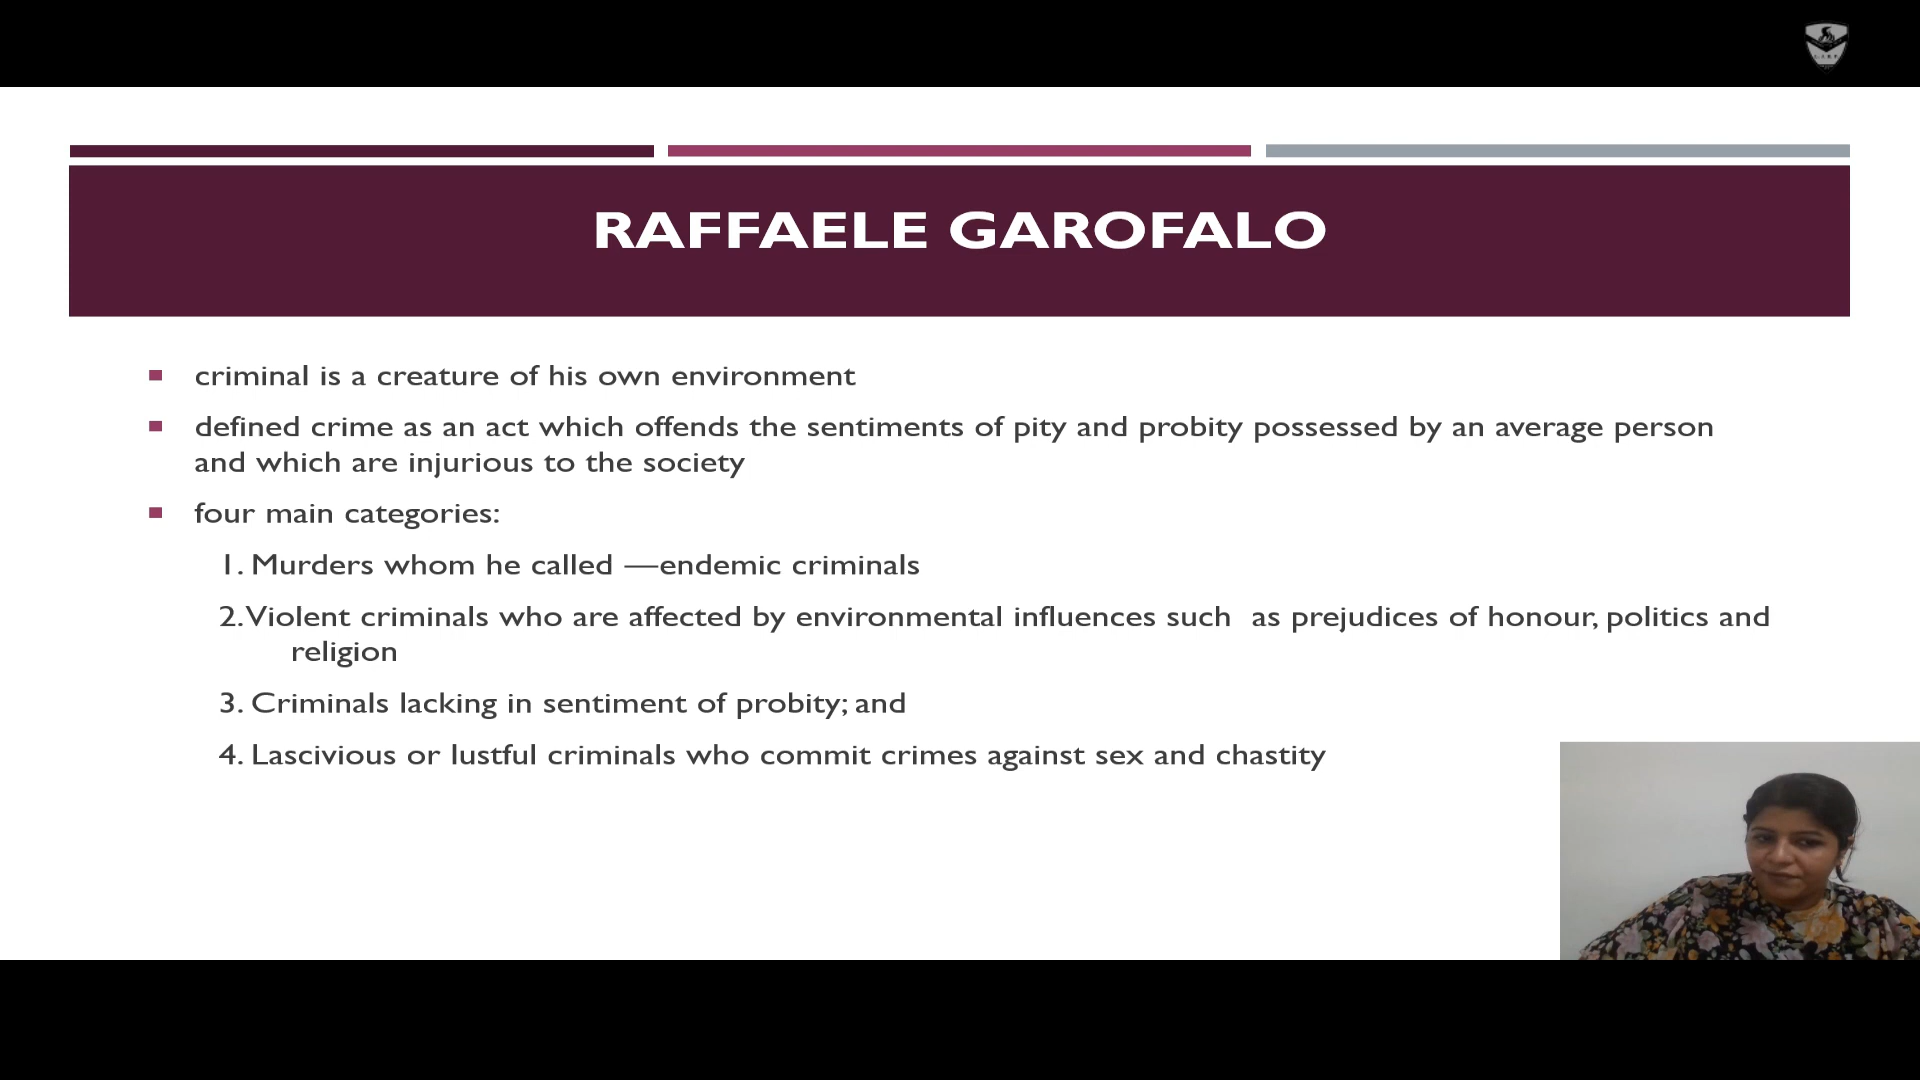 RAFFAELE GAROFALO
criminal is a creature of his own environment
defined crime as an act which offends the sentiments of pity and probity possessed by an average person
and which are injurious to the society
four main categories:
1. Murders whom he called —endemic criminals
2. Violent criminals who are affected by environmental influences such as prejudices of honour, politics and
religion
3. Criminals lacking in sentiment of probity; and
4. Lascivious or lustful criminals who commit crimes against sex and chastity